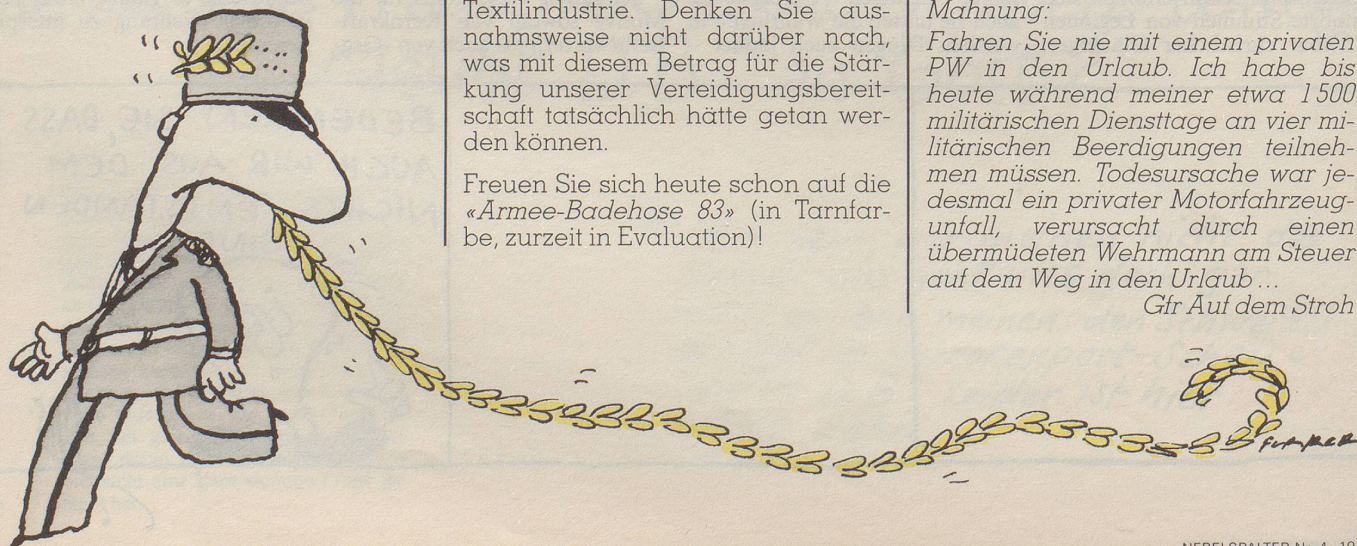 Textilindustrie. Denken Sie aus-
nahmsweise nicht darüber nach,
was mit diesem Betrag für die Stär-
kung unserer Verteidigungsbereit-
schaft tatsächlich hätte getan wer-
den können.
Freuen Sie sich heute schon auf die
«Armee-Badehose 83» (in Tarnfar-
be, zurzeit in Evaluation)!
Mahnung:
Fahren Sie nie mit einem privaten
PW in den Urlaub. Ich habe bis
heute während meiner etwa 1500
militärischen Diensttage an vier mi-
litärischen Beerdigungen teilneh-
men müssen. Todesursache war je-
desmal ein privater Motorfahrzeug-
unfall, verursacht durch einen
übermüdeten Wehrmann am Steuer
auf dem Weg in den Urlaub ...
Gfr Auf dem Stroh